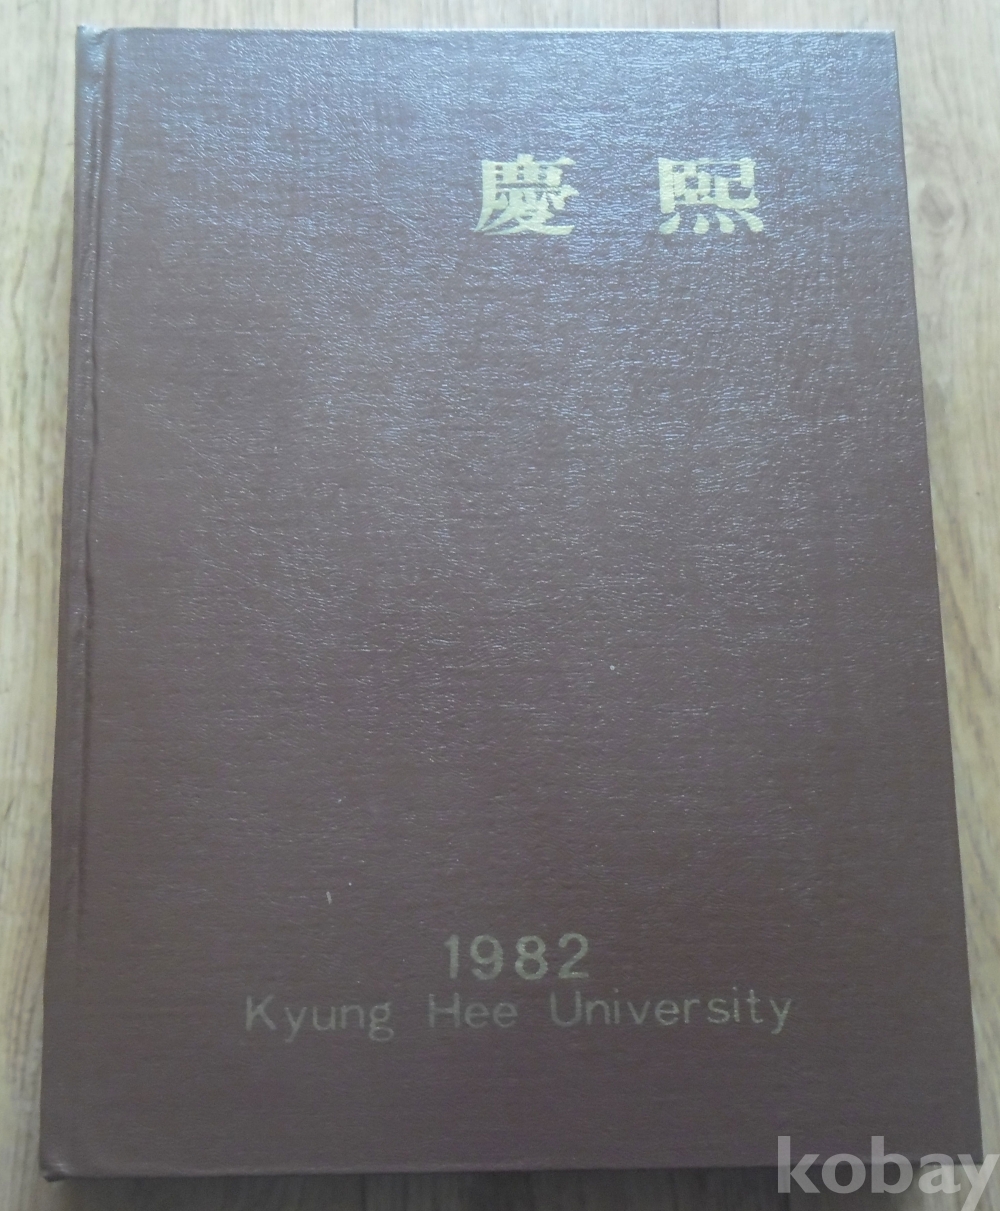 慶熙
1982
Kyung Hee University
kobay